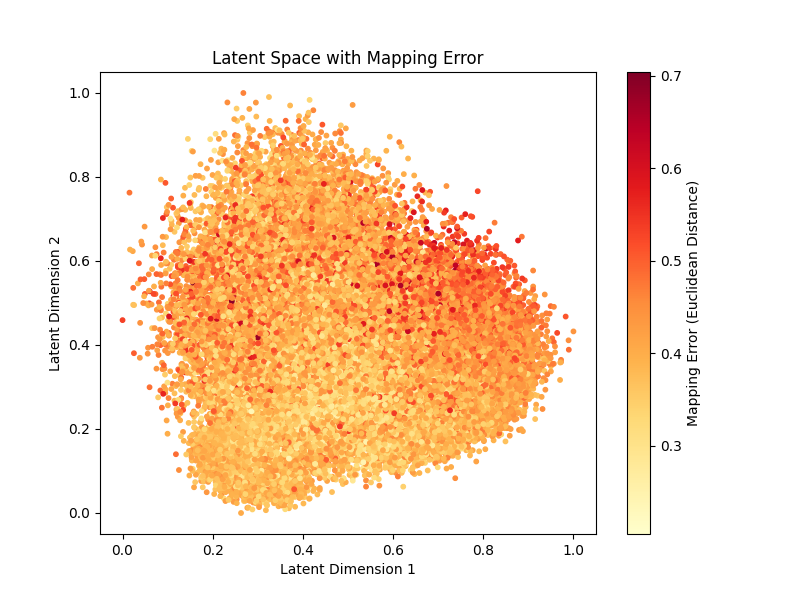 Latent Space with Mapping Error
Latent Dimension 2
1.0
0.8
0.6
0.4
0.2
0.0
0.0 0.2 0.4 0.6 0.8 1.0
Latent Dimension 1
0.7
0.6
0.5
0.4
0.3
Mapping Error (Euclidean Distance)